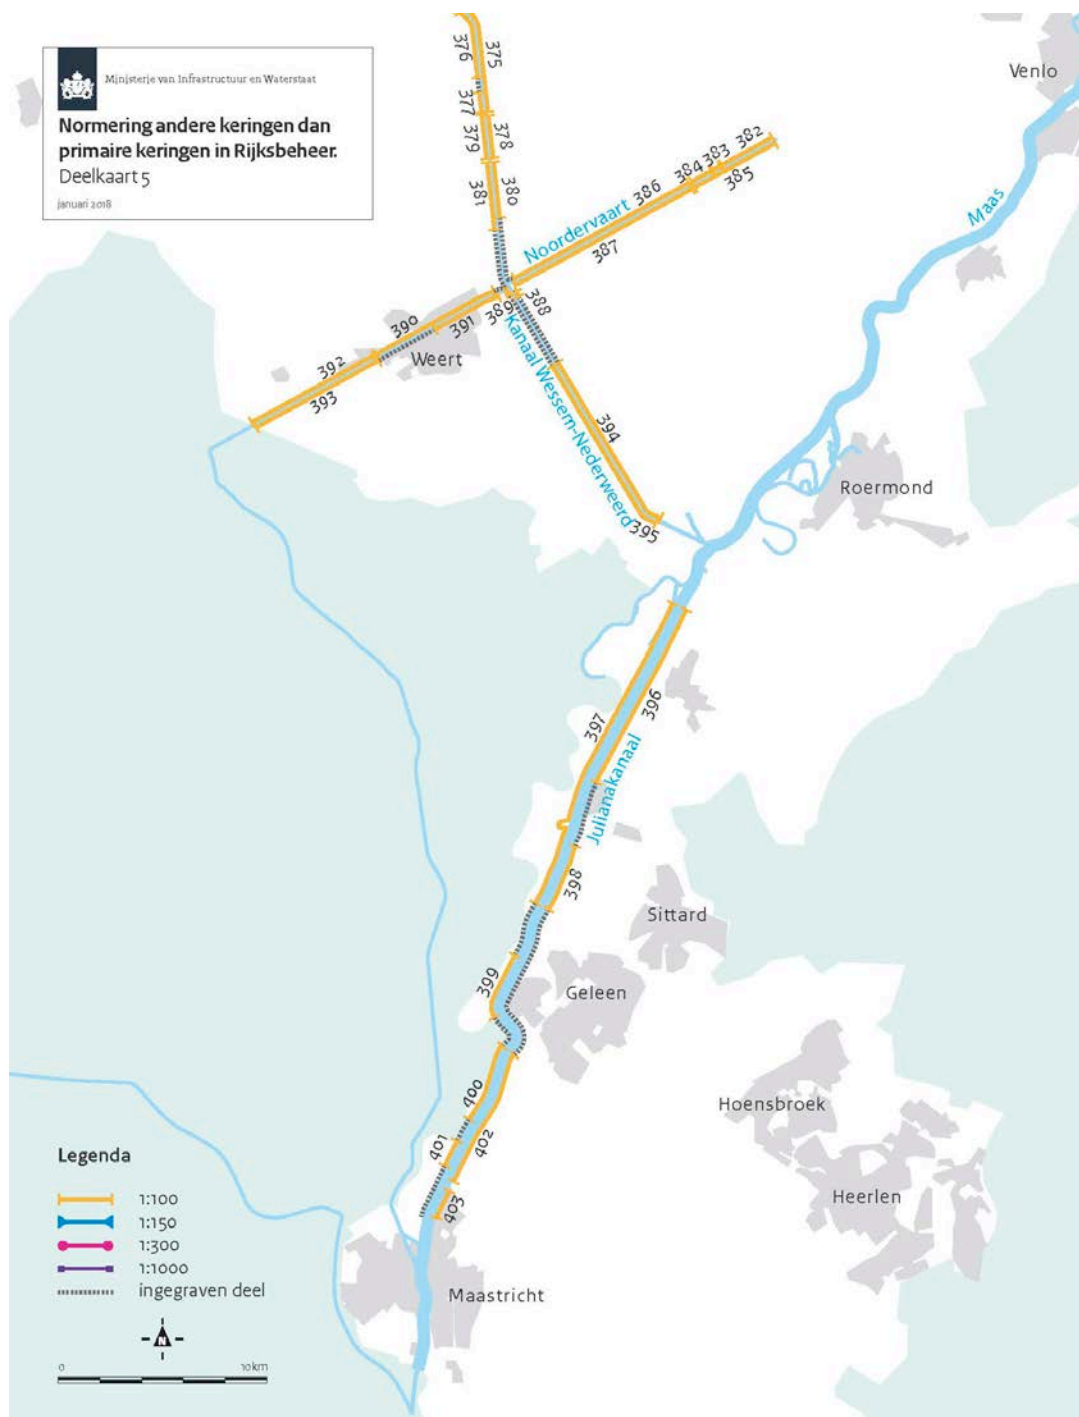 Ministerie van Infrastructuur en Waterstaat
Normering andere keringen dan
primaire keringen in Rijksbeheer.
Deelkaart 5
januari 2018
376
375
377
378
379
380
381
382
383
384
385
386
Noordervaart
387
Venlo
Maas
388
389
390
391
Weert
392
393
Kanaal Wessem-Nederweerd
394
395
Roermond
396
397
Julianakanaal
398
Sittard
399
Geleen
400
Hoensbroek
401
402
Heerlen
403
Maastricht
Legenda
1:100
1:150
1:300
1:1000
ingegraven deel
N
0 10 km